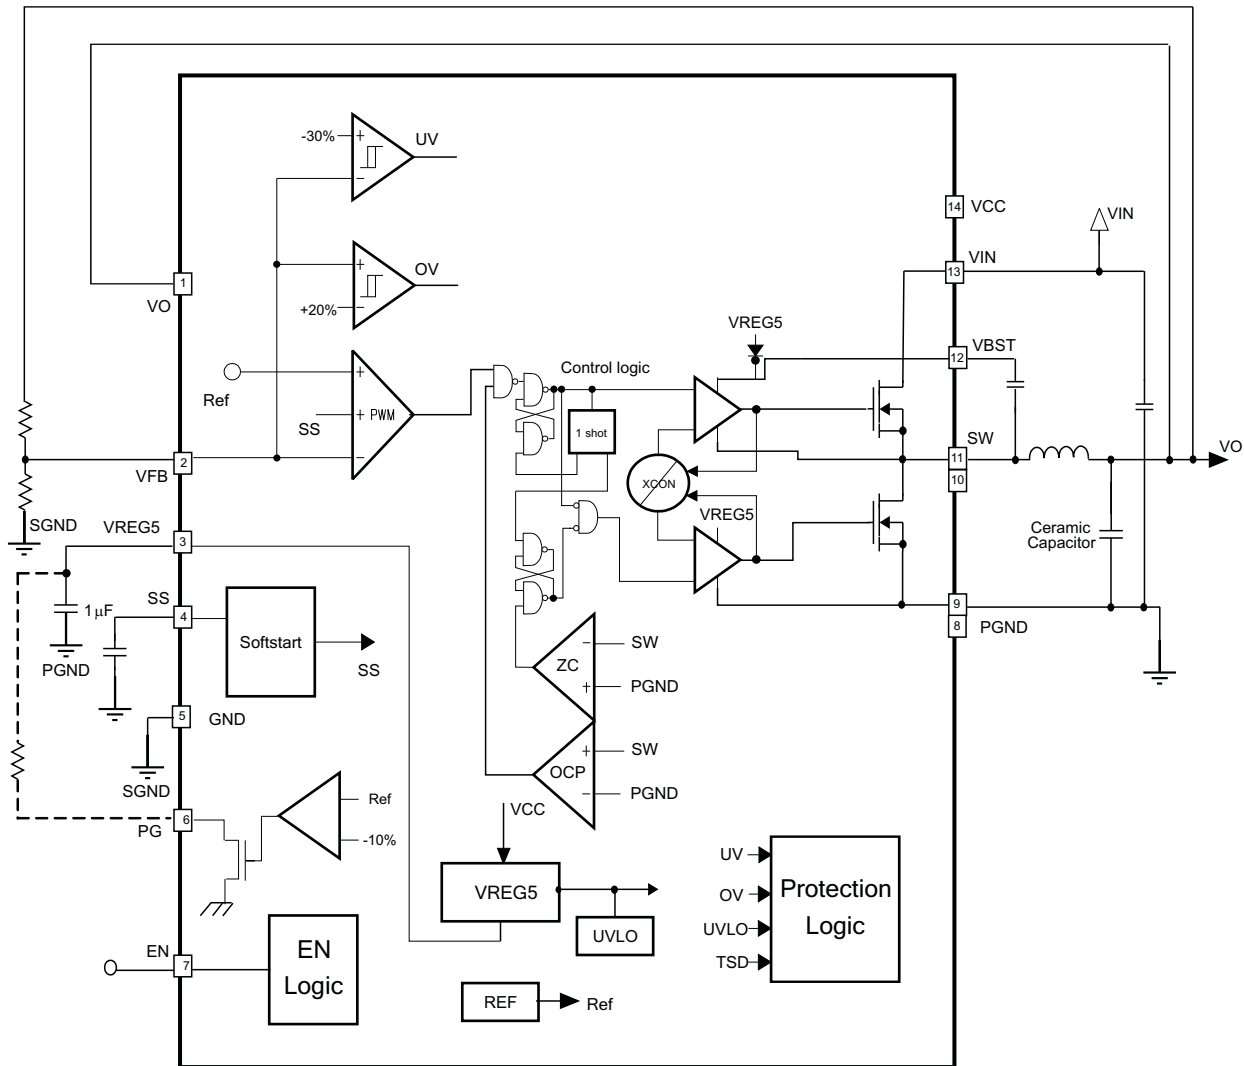 -30%
+
−
UV
14
VCC
VIN
1
VO
+
OV
+20%
−
VIN
13
VREG5
VBST
12
Ref
+
SS
+
PWM
−
Control logic
1 shot
SW
11
10
VO
2
VFB
XCON
VREG5
SGND
VREG5
3
Ceramic
Capacitor
1 µF
SS
4
PGND
Softstart
SS
9
8
PGND
−
SW
ZC
+
PGND
5
GND
SGND
+
SW
OCP
−
PGND
PG
6
Ref
-10%
VCC
VREG5
UVLO
UV
OV
UVLO
TSD
Protection
Logic
EN
7
EN
Logic
REF
Ref